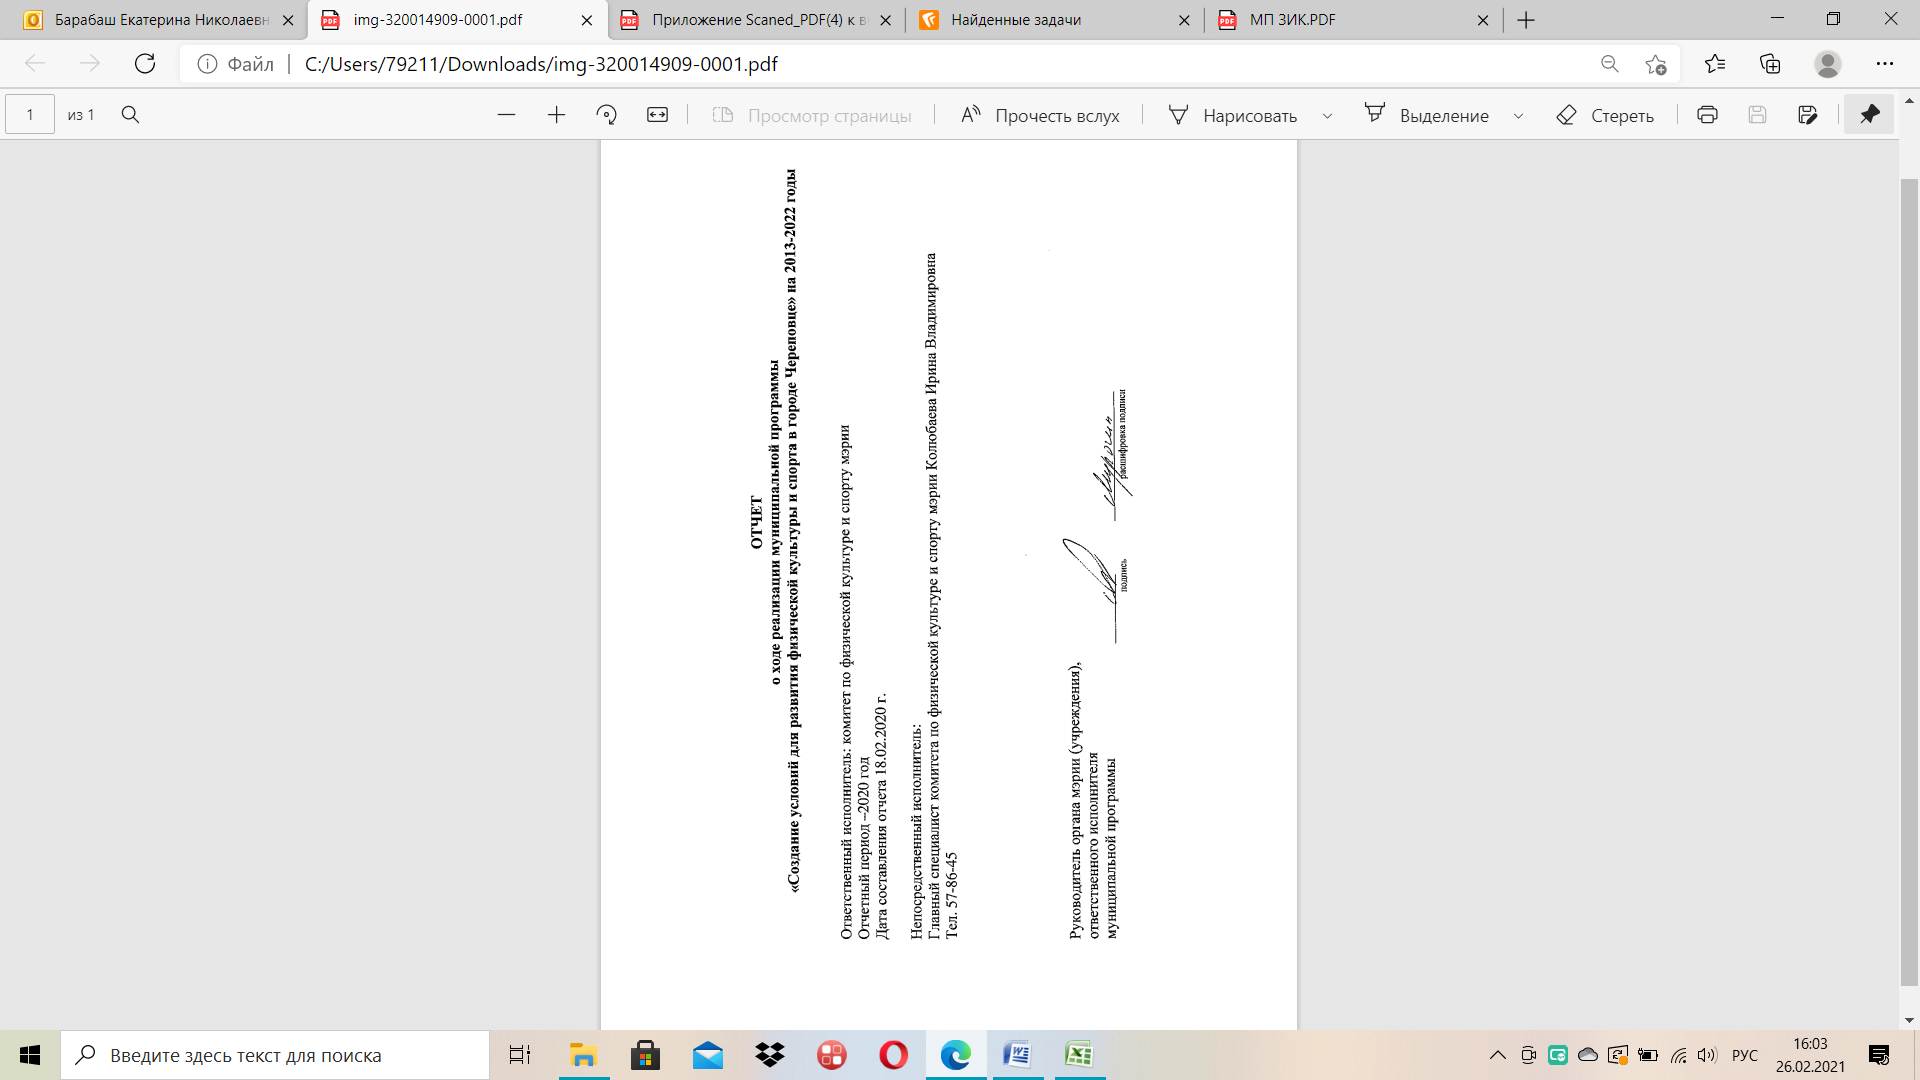 Барабаш Екатерина Николаевн
img-320014909-0001.pdf
Приложение Scaned_PDF(4) к в
Найденные задачи
МП ЗИК.PDF
Файл
C:/Users/79211/Downloads/img-320014909-0001.pdf
1 из 1
Просмотр страницы
Прочесть вслух
Нарисовать
Выделение
Стереть
ОТЧЕТ
о ходе реализации муниципальной программы
«Создание условий для развития физической культуры и спорта в городе Череповце» на 2013-2022 годы
Ответственный исполнитель: комитет по физической культуре и спорту мэрии
Отчетный период –2020 год
Дата составления отчета 18.02.2020 г.
Непосредственный исполнитель:
Главный специалист комитета по физической культуре и спорту мэрии Колюбаева Ирина Владимировна
Тел. 57-86-45
Руководитель органа мэрии (учреждения),
ответственного исполнителя
муниципальной программы
подпись
расшифровка подписи
Введите здесь текст для поиска
РУС
16:03
26.02.2021